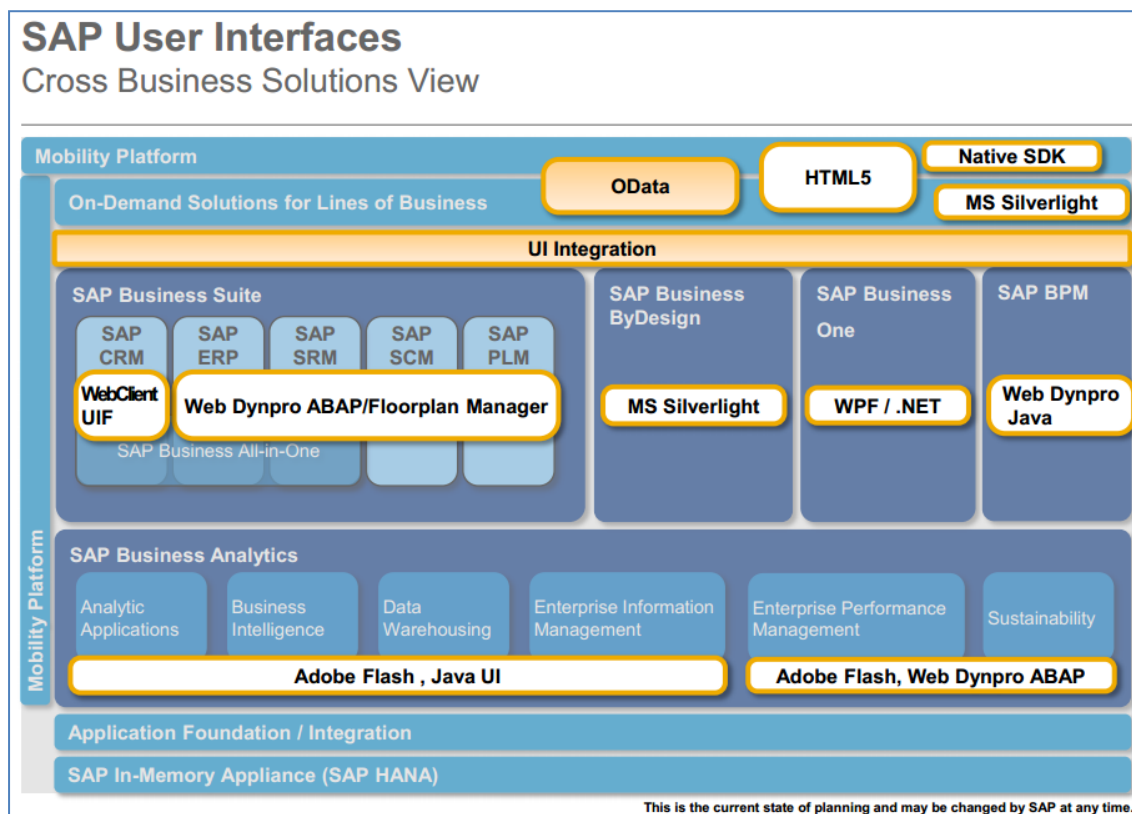 SAP User Interfaces
Cross Business Solutions View
Mobility Platform
Native SDK
OData
HTML5
On-Demand Solutions for Lines of Business
MS Silverlight
UI Integration
SAP Business Suite
SAP Business
ByDesign
SAP Business
One
SAP BPM
SAP
CRM
SAP
ERP
SAP
SRM
SAP
SCM
SAP
PLM
WebClient
UIF
Web Dynpro ABAP/Floorplan Manager
MS Silverlight
WPF / .NET
Web Dynpro
Java
SAP Business All-in-One
Mobility Platform
SAP Business Analytics
Analytic
Applications
Business
Intelligence
Data
Warehousing
Enterprise Information
Management
Enterprise Performance
Management
Sustainability
Adobe Flash , Java UI
Adobe Flash, Web Dynpro ABAP
Application Foundation / Integration
SAP In-Memory Appliance (SAP HANA)
This is the current state of planning and may be changed by SAP at any time.